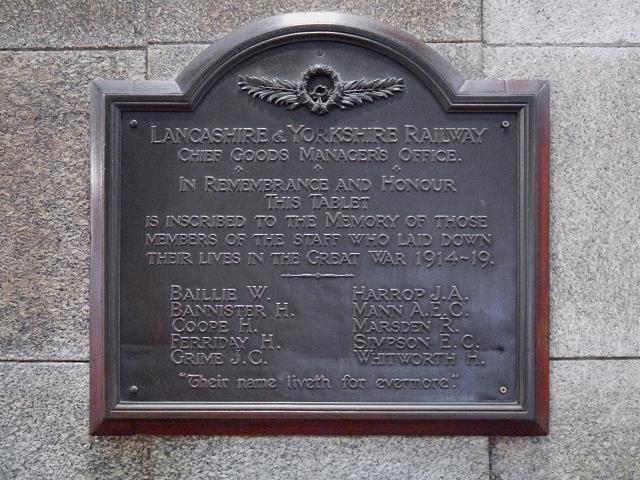 LANCASHIRE & YORKSHIRE RAILWAY
CHIEF GOODS MANAGER'S OFFICE.
IN REMEMBRANCE AND HONOUR
THIS TABLET
IS INSCRIBED TO THE MEMORY OF THOSE
MEMBERS OF THE STAFF WHO LAID DOWN
THEIR LIVES IN THE GREAT WAR 1914-19.
BAILLIE W.
BANNISTER H.
COOPE H.
FERRIDAY H.
GRIME J.C.
HARROP J.A.
MANN A.E.C.
MARSDEN R.
SIMPSON E.C.
WHITWORTH H.
"Their name liveth for evermore."